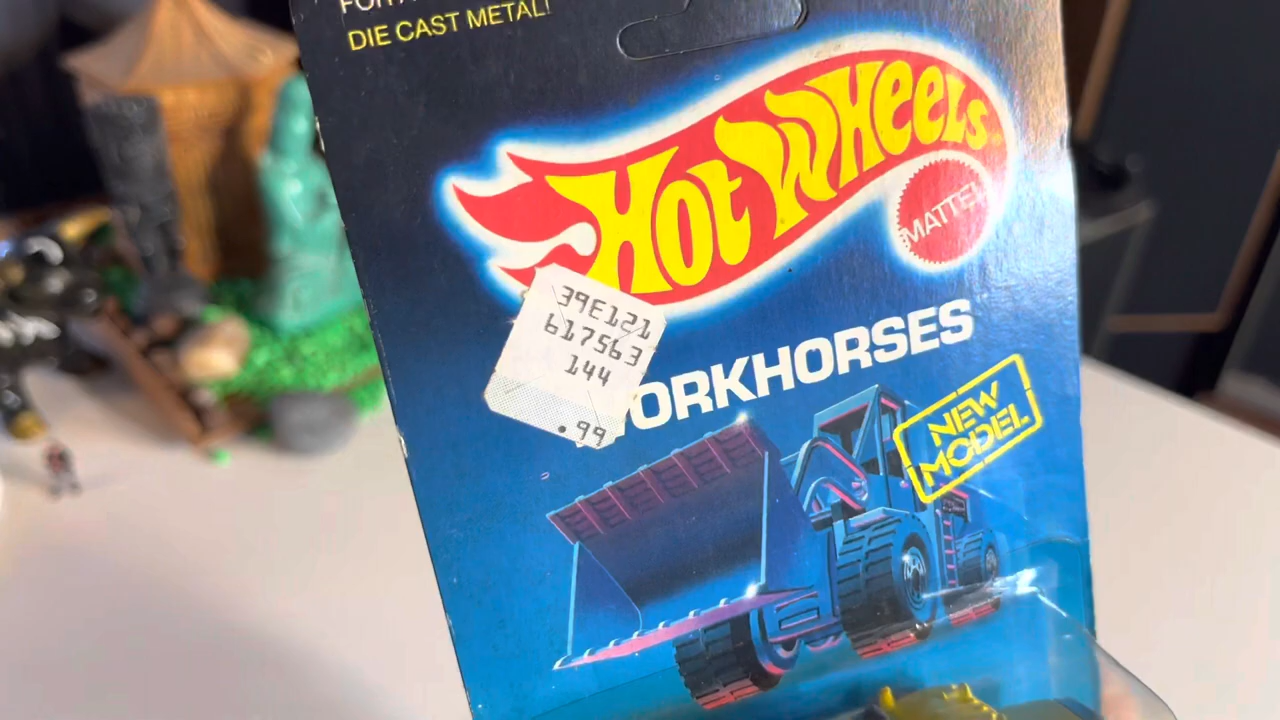 DIE CAST METAL!
HOT WHEELS
MATTEL
39E121
617563
144
.99
ORKHORSES
NEW
MODEL